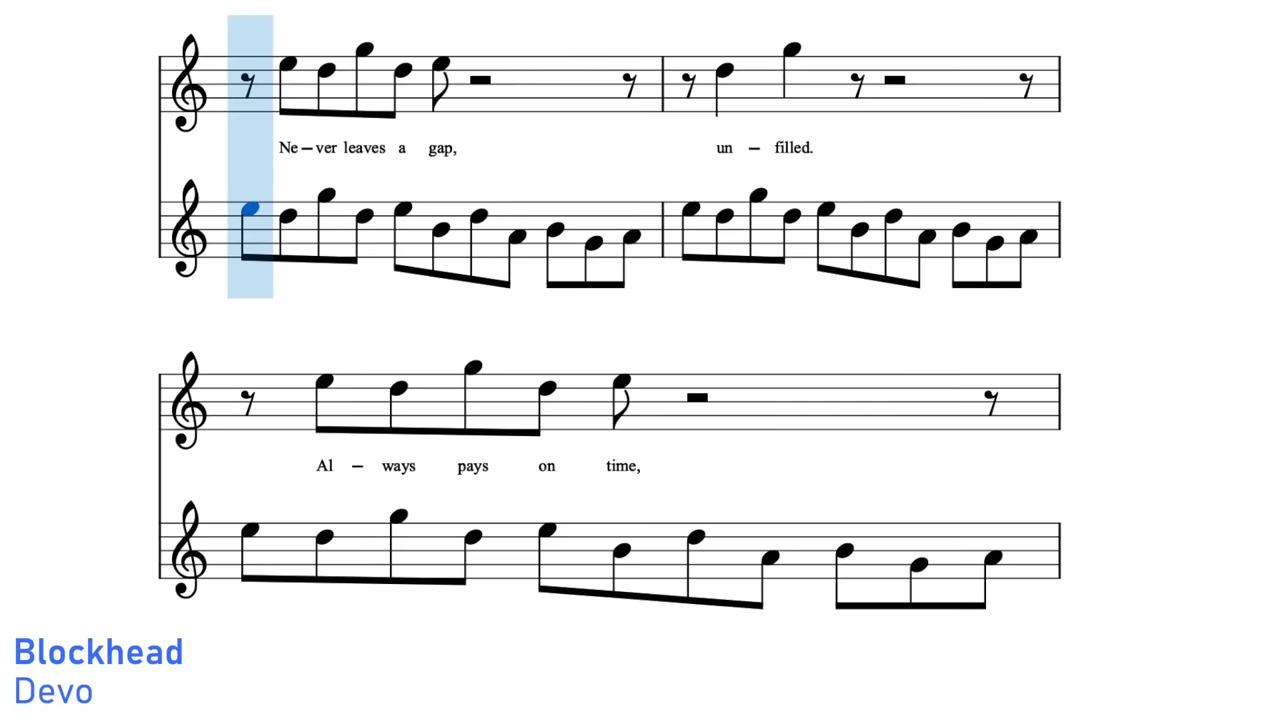 Ne – ver leaves a gap, un – filled.
Al – ways pays on time,
Blockhead
Devo